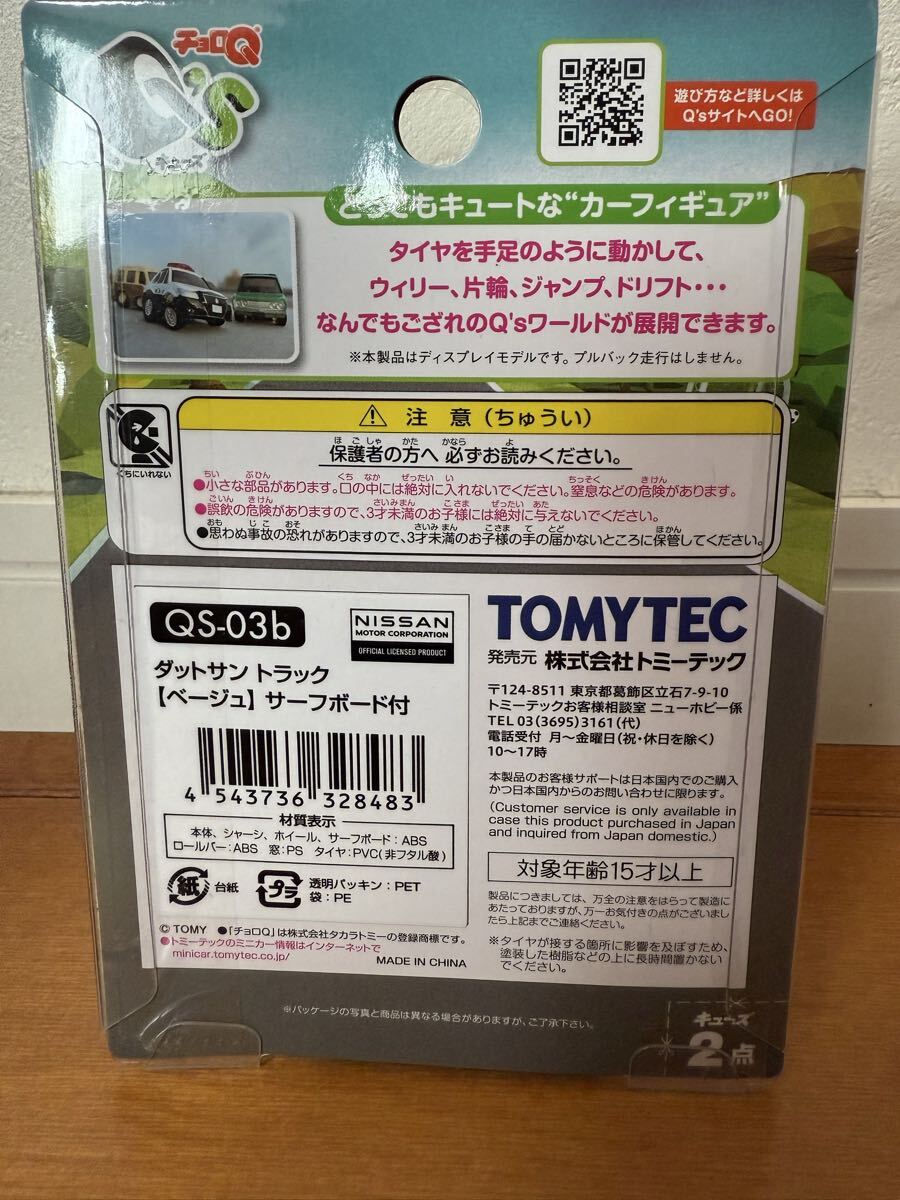 チョロQ
Q's
キューズ
遊び方など詳しくは
Q'sサイトへGO!
とってもキュートな“カーフィギュア”
タイヤを手足のように動かして、
ウィリー、片輪、ジャンプ、ドリフト・・・
なんでもござれのQ'sワールドが展開できます。
※本製品はディスプレイモデルです。プルバック走行はしません。
注 意（ちゅうい）
保護者の方へ 必ずお読みください。
くちにいれない
●小さな部品があります。口の中には絶対に入れないでください。窒息などの危険があります。
●誤飲の危険がありますので、3才未満のお子様には絶対に与えないでください。
●思わぬ事故の恐れがありますので、3才未満のお子様の手の届かないところに保管してください。
QS-03b
NISSAN
MOTOR CORPORATION
OFFICIAL LICENSED PRODUCT
ダットサン トラック
【ベージュ】 サーフボード付
4 543736 328483
材質表示
本体、シャーシ、ホイール、サーフボード：ABS
ロールバー：ABS 窓：PS タイヤ：PVC(非フタル酸)
紙 台紙
プラ 透明パッキン：PET
袋：PE
© TOMY ●「チョロQ」は株式会社タカラトミーの登録商標です。
●トミーテックのミニカー情報はインターネットで
minicar.tomytec.co.jp/
MADE IN CHINA
TOMYTEC
発売元 株式会社トミーテック
〒124-8511 東京都葛飾区立石7-9-10
トミーテックお客様相談室 ニューホビー係
TEL 03(3695)3161(代)
電話受付 月～金曜日(祝・休日を除く)
10～17時
本製品のお客様サポートは日本国内でのご購入
かつ日本国内からのお問い合わせに限ります。
(Customer service is only available in
case this product purchased in Japan
and inquired from Japan domestic.)
対象年齢15才以上
製品につきましては、万全の注意をはらって製造に
あたっておりますが、万一お気付きの点がございまし
たら上記までご連絡ください。
※タイヤが接する箇所に影響を及ぼすため、
塗装した樹脂などの上に長時間置かない
でください。
※パッケージの写真と商品は異なる場合がありますが、ご了承下さい。
キューズ
2点